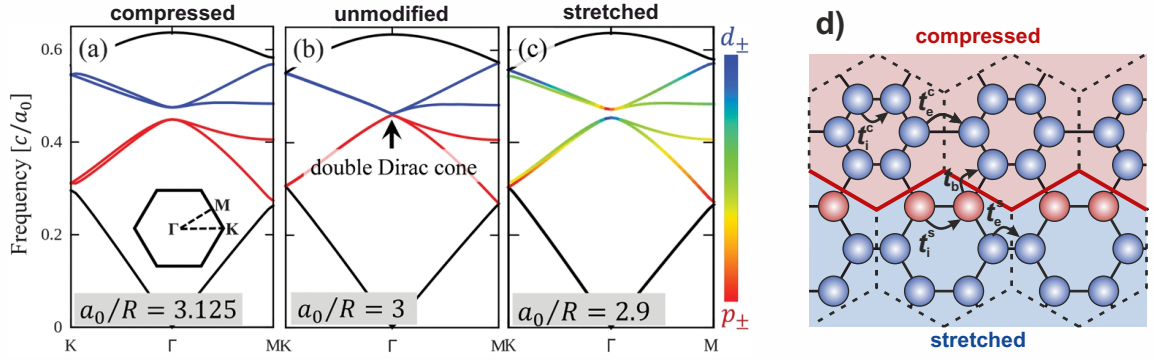 compressed
unmodified
stretched
d)
Frequency [c/a₀]
0.6
0.4
0.2
0
(a)
(b)
(c)
d±
p±
double Dirac cone
M
Γ
K
a₀/R = 3.125
a₀/R = 3
a₀/R = 2.9
K
Γ
MK
Γ
MK
Γ
M
compressed
tᵢᶜ
tₑᶜ
t_b
tᵢˢ
tₑˢ
stretched